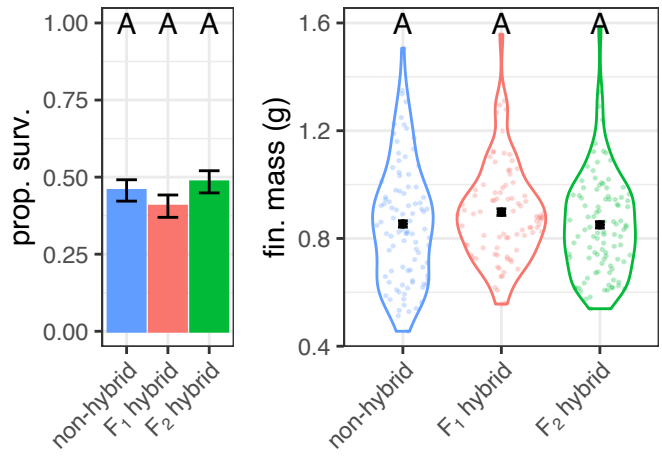 prop. surv.
1.00
0.75
0.50
0.25
0.00
A A A
non-hybrid
F₁ hybrid
F₂ hybrid
fin. mass (g)
1.6
1.2
0.8
0.4
A A A
non-hybrid
F₁ hybrid
F₂ hybrid